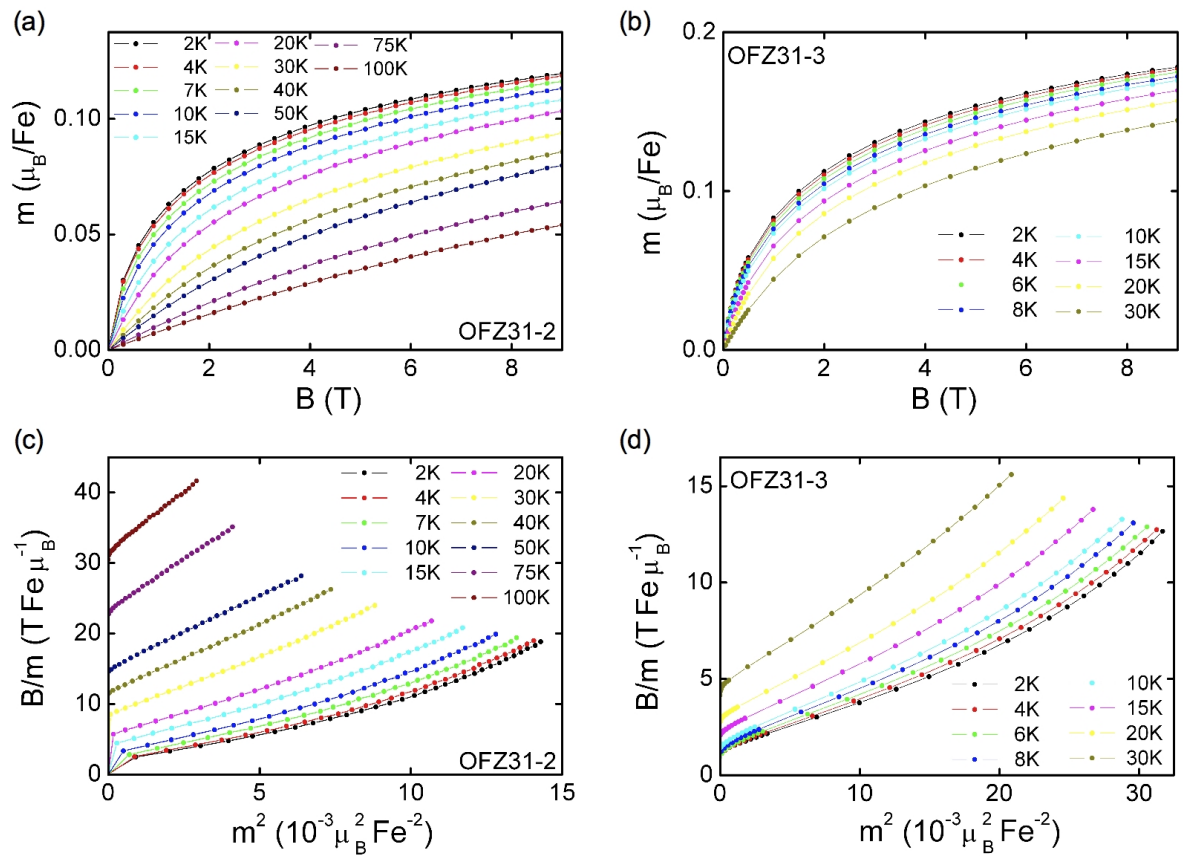 (a)
m (μB/Fe)
0.10
0.05
0.00
2K 20K 75K
4K 30K 100K
7K 40K
10K 50K
15K
OFZ31-2
0 2 4 6 8
B (T)
(b)
m (μB/Fe)
0.2
0.1
0.0
OFZ31-3
2K 10K
4K 15K
6K 20K
8K 30K
0 2 4 6 8
B (T)
(c)
B/m (T Fe μB⁻¹)
40
30
20
10
0
2K 20K
4K 30K
7K 40K
10K 50K
15K 75K
100K
OFZ31-2
0 5 10 15
m² (10⁻³μB² Fe⁻²)
(d)
B/m (T Fe μB⁻¹)
15
10
5
0
OFZ31-3
2K 10K
4K 15K
6K 20K
8K 30K
0 10 20 30
m² (10⁻³μB² Fe⁻²)